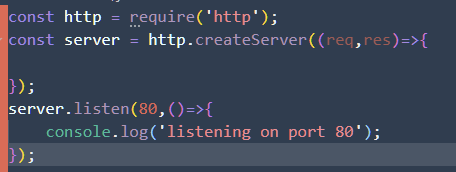 const http = require('http');
const server = http.createServer((req,res)=>{
});
server.listen(80,()=>{
console.log('listening on port 80');
});